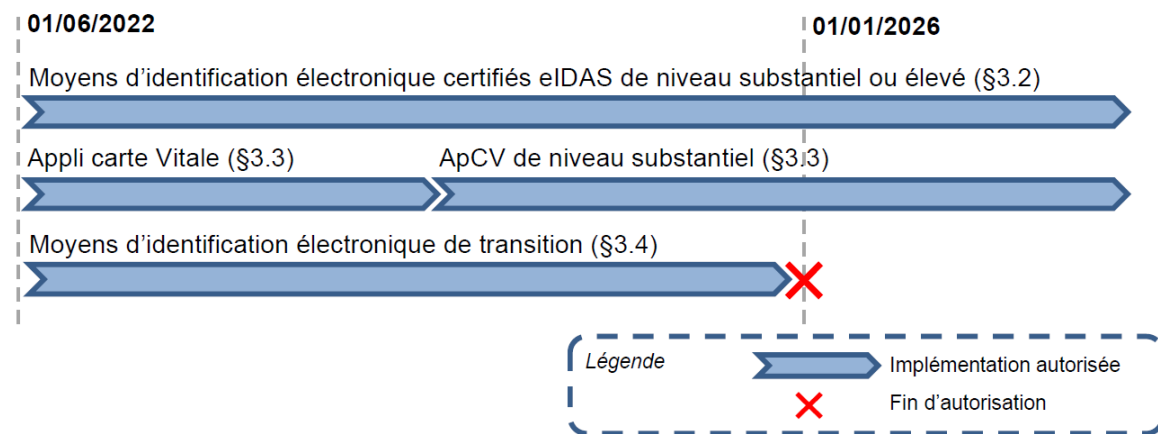 01/06/2022
01/01/2026
Moyens d'identification électronique certifiés eIDAS de niveau substantiel ou élevé (§3.2)
Appli carte Vitale (§3.3)
ApCV de niveau substantiel (§3.3)
Moyens d'identification électronique de transition (§3.4)
Légende
Implémentation autorisée
Fin d'autorisation